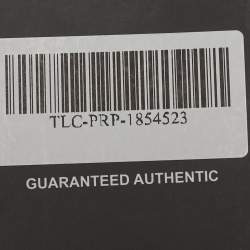 TLC-PRP-1854523
GUARANTEED AUTHENTIC